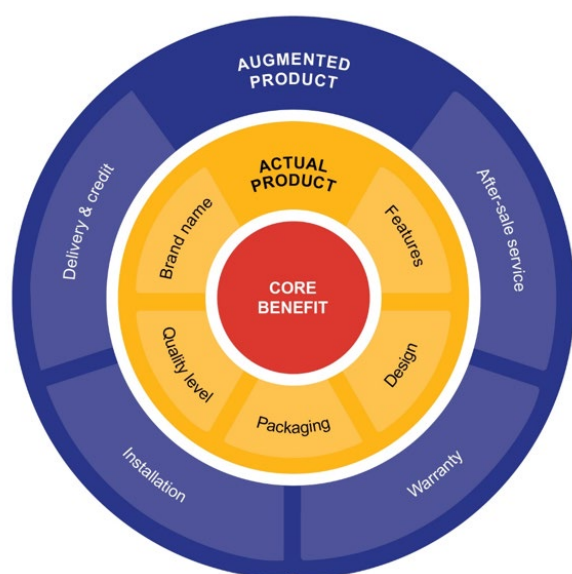 AUGMENTED
PRODUCT
Delivery & credit
After-sale service
ACTUAL
PRODUCT
Brand name
Features
CORE
BENEFIT
Quality level
Design
Packaging
Installation
Warranty